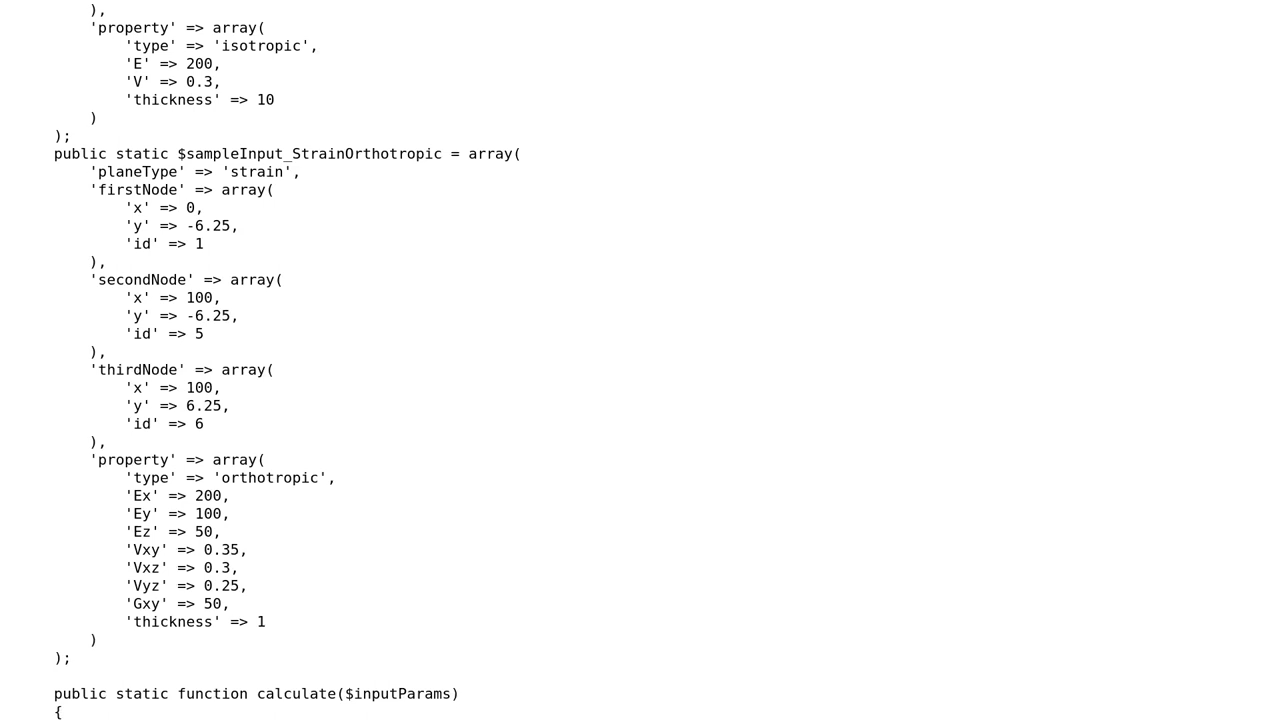 ),
'property' => array(
'type' => 'isotropic',
'E' => 200,
'V' => 0.3,
'thickness' => 10
)
);
public static $sampleInput_StrainOrthotropic = array(
'planeType' => 'strain',
'firstNode' => array(
'x' => 0,
'y' => -6.25,
'id' => 1
),
'secondNode' => array(
'x' => 100,
'y' => -6.25,
'id' => 5
),
'thirdNode' => array(
'x' => 100,
'y' => 6.25,
'id' => 6
),
'property' => array(
'type' => 'orthotropic',
'Ex' => 200,
'Ey' => 100,
'Ez' => 50,
'Vxy' => 0.35,
'Vxz' => 0.3,
'Vyz' => 0.25,
'Gxy' => 50,
'thickness' => 1
)
);
public static function calculate($inputParams)
{